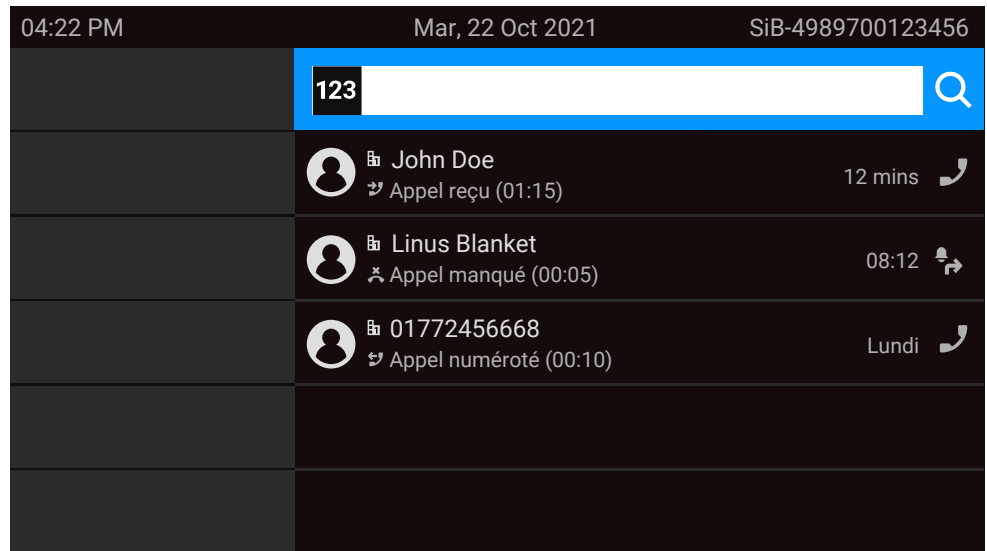 04:22 PM Mar, 22 Oct 2021 SiB-4989700123456
123
John Doe
Appel reçu (01:15)
12 mins
Linus Blanket
Appel manqué (00:05)
08:12
01772456668
Appel numéroté (00:10)
Lundi